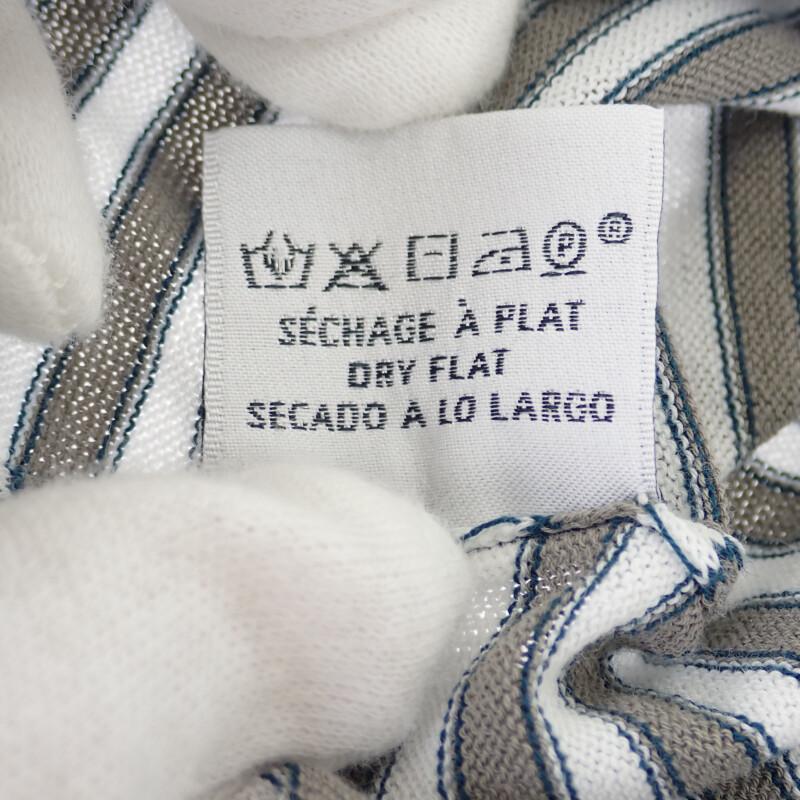 P ®
SÉCHAGE À PLAT
DRY FLAT
SECADO A LO LARGO